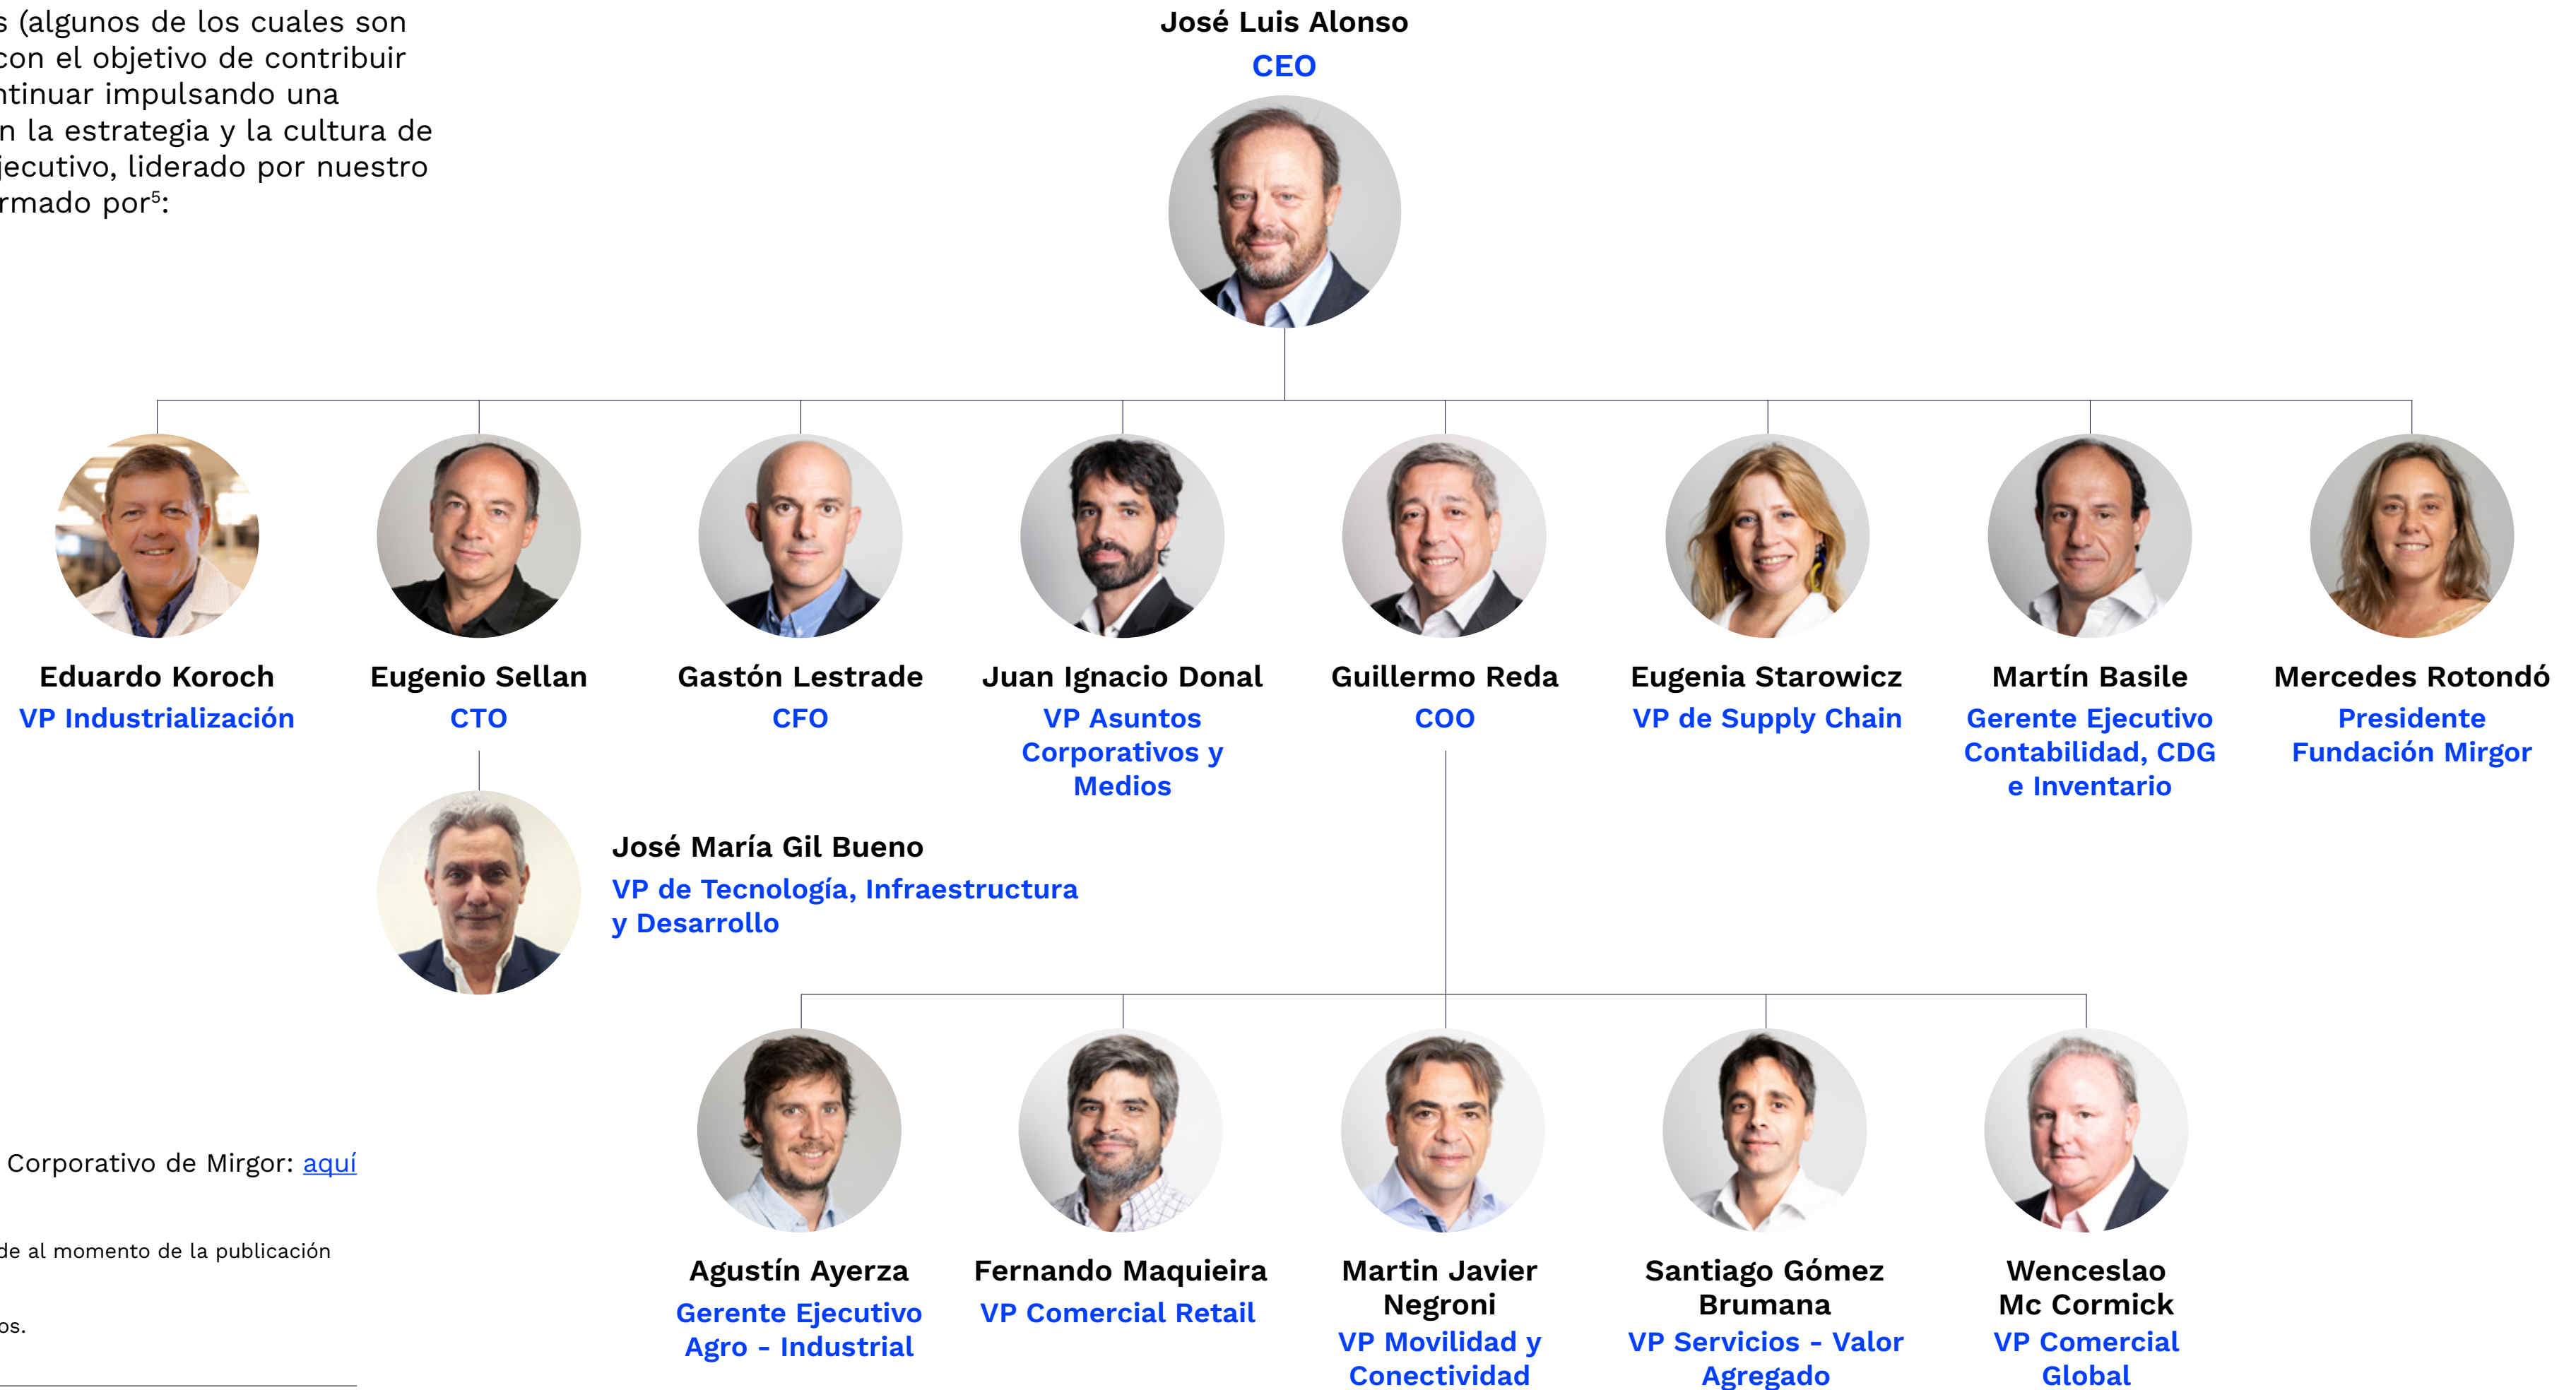 s (algunos de los cuales son
con el objetivo de contribuir
ntinuar impulsando una
n la estrategia y la cultura de
jecutivo, liderado por nuestro
rmado por⁵:
José Luis Alonso
CEO
Eduardo Koroch
VP Industrialización
Eugenio Sellan
CTO
Gastón Lestrade
CFO
Juan Ignacio Donal
VP Asuntos
Corporativos y
Medios
Guillermo Reda
COO
Eugenia Starowicz
VP de Supply Chain
Martín Basile
Gerente Ejecutivo
Contabilidad, CDG
e Inventario
Mercedes Rotondó
Presidente
Fundación Mirgor
José María Gil Bueno
VP de Tecnología, Infraestructura
y Desarrollo
Agustín Ayerza
Gerente Ejecutivo
Agro - Industrial
Fernando Maquieira
VP Comercial Retail
Martin Javier
Negroni
VP Movilidad y
Conectividad
Santiago Gómez
Brumana
VP Servicios - Valor
Agregado
Wenceslao
Mc Cormick
VP Comercial
Global
Corporativo de Mirgor: aquí
de al momento de la publicación
os.